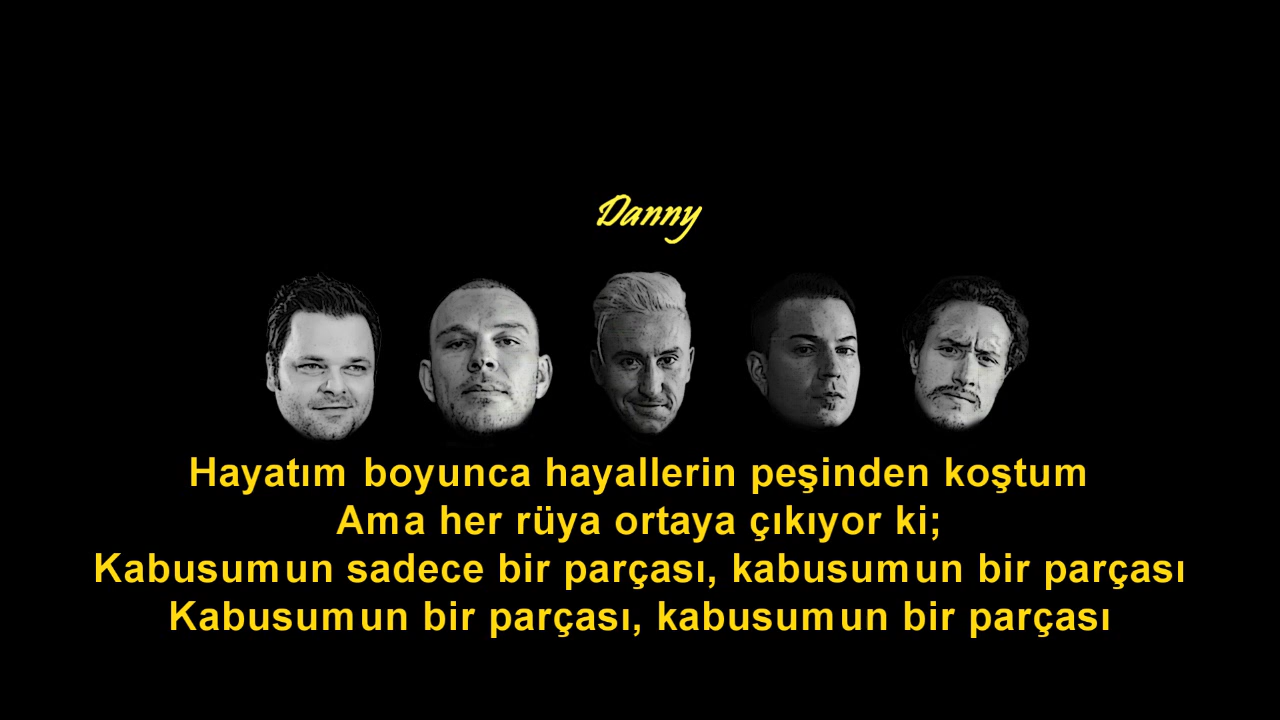 Danny
Hayatım boyunca hayallerin peşinden koştum
Ama her rüya ortaya çıkıyor ki;
Kabusumun sadece bir parçası, kabusumun bir parçası
Kabusumun bir parçası, kabusumun bir parçası